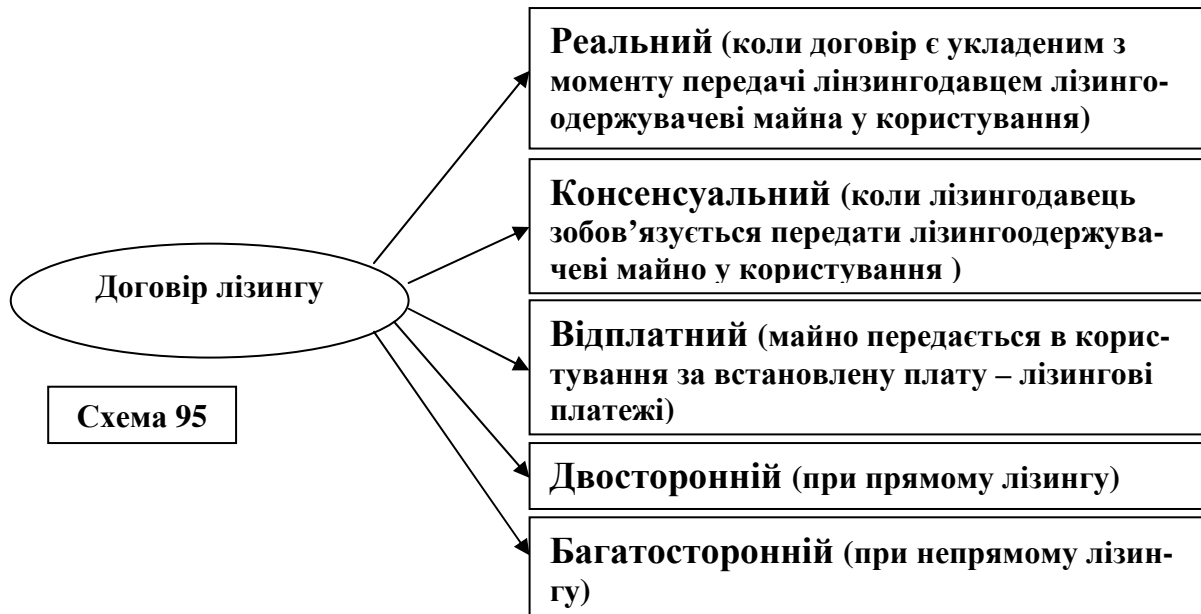 Реальний (коли договір є укладеним з
моменту передачі лінзингодавцем лізинго-
одержувачеві майна у користування)
Консенсуальний (коли лізингодавець
зобов’язується передати лізингоодержува-
чеві майно у користування )
Договір лізингу
Відплатний (майно передається в корис-
тування за встановлену плату – лізингові
платежі)
Схема 95
Двосторонній (при прямому лізингу)
Багатосторонній (при непрямому лізин-
гу)